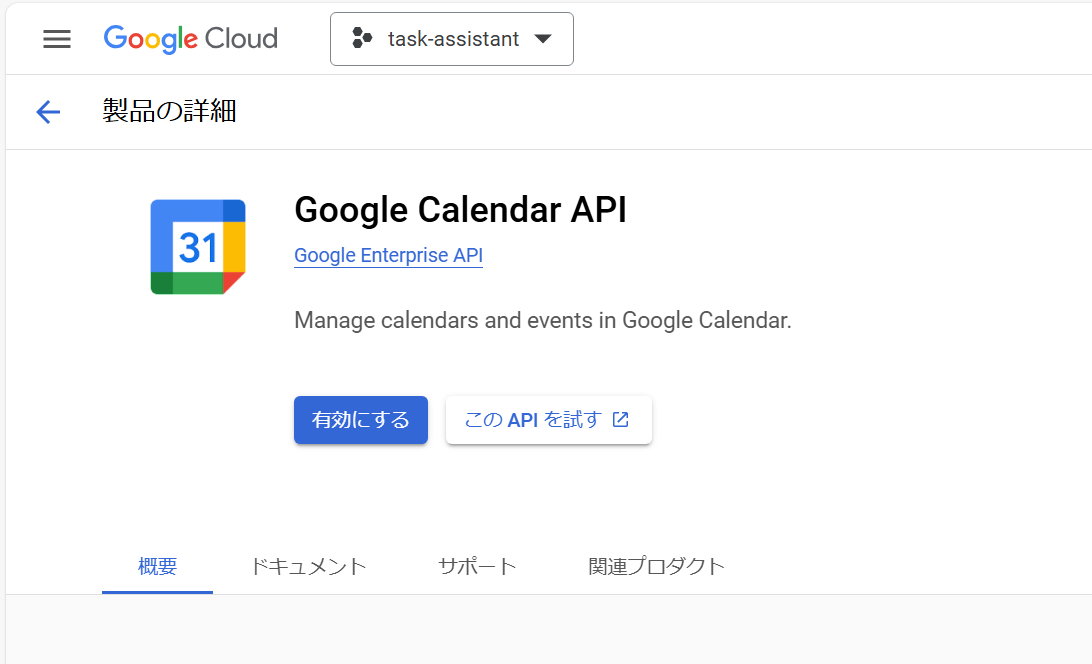 Google Cloud task-assistant
製品の詳細
31
Google Calendar API
Google Enterprise API
Manage calendars and events in Google Calendar.
有効にする この API を試す
概要 ドキュメント サポート 関連プロダクト